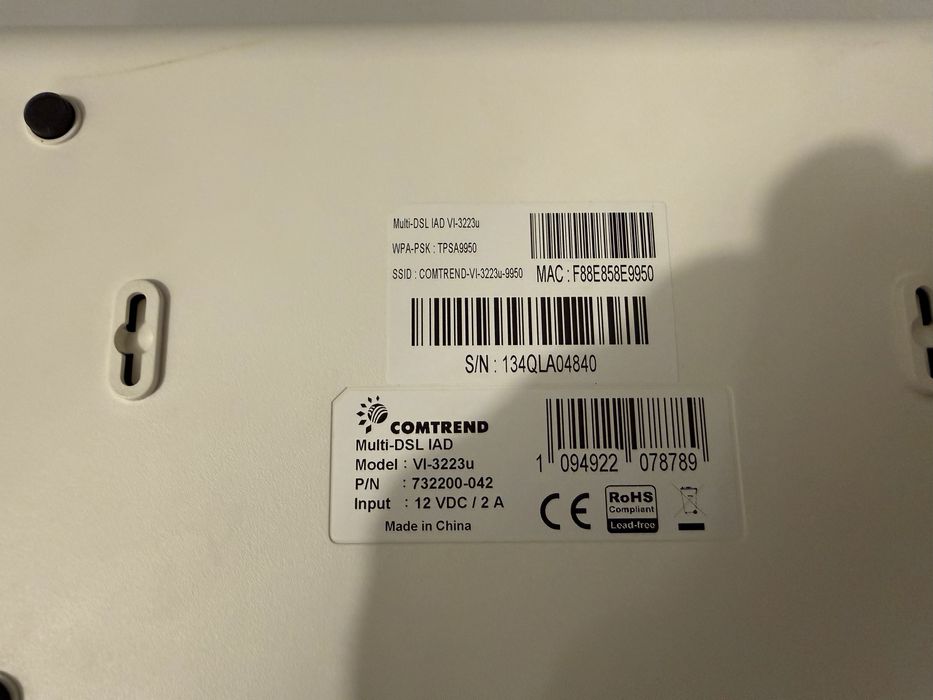 Multi-DSL IAD VI-3223u
WPA-PSK : TPSA9950
SSID : COMTREND-VI-3223u-9950
MAC : F88E858E9950
S/N : 134QLA04840
COMTREND
Multi-DSL IAD
Model : VI-3223u
P/N : 732200-042
Input : 12 VDC / 2 A
Made in China
1 094922 078789
CE
RoHS
Compliant
Lead-free